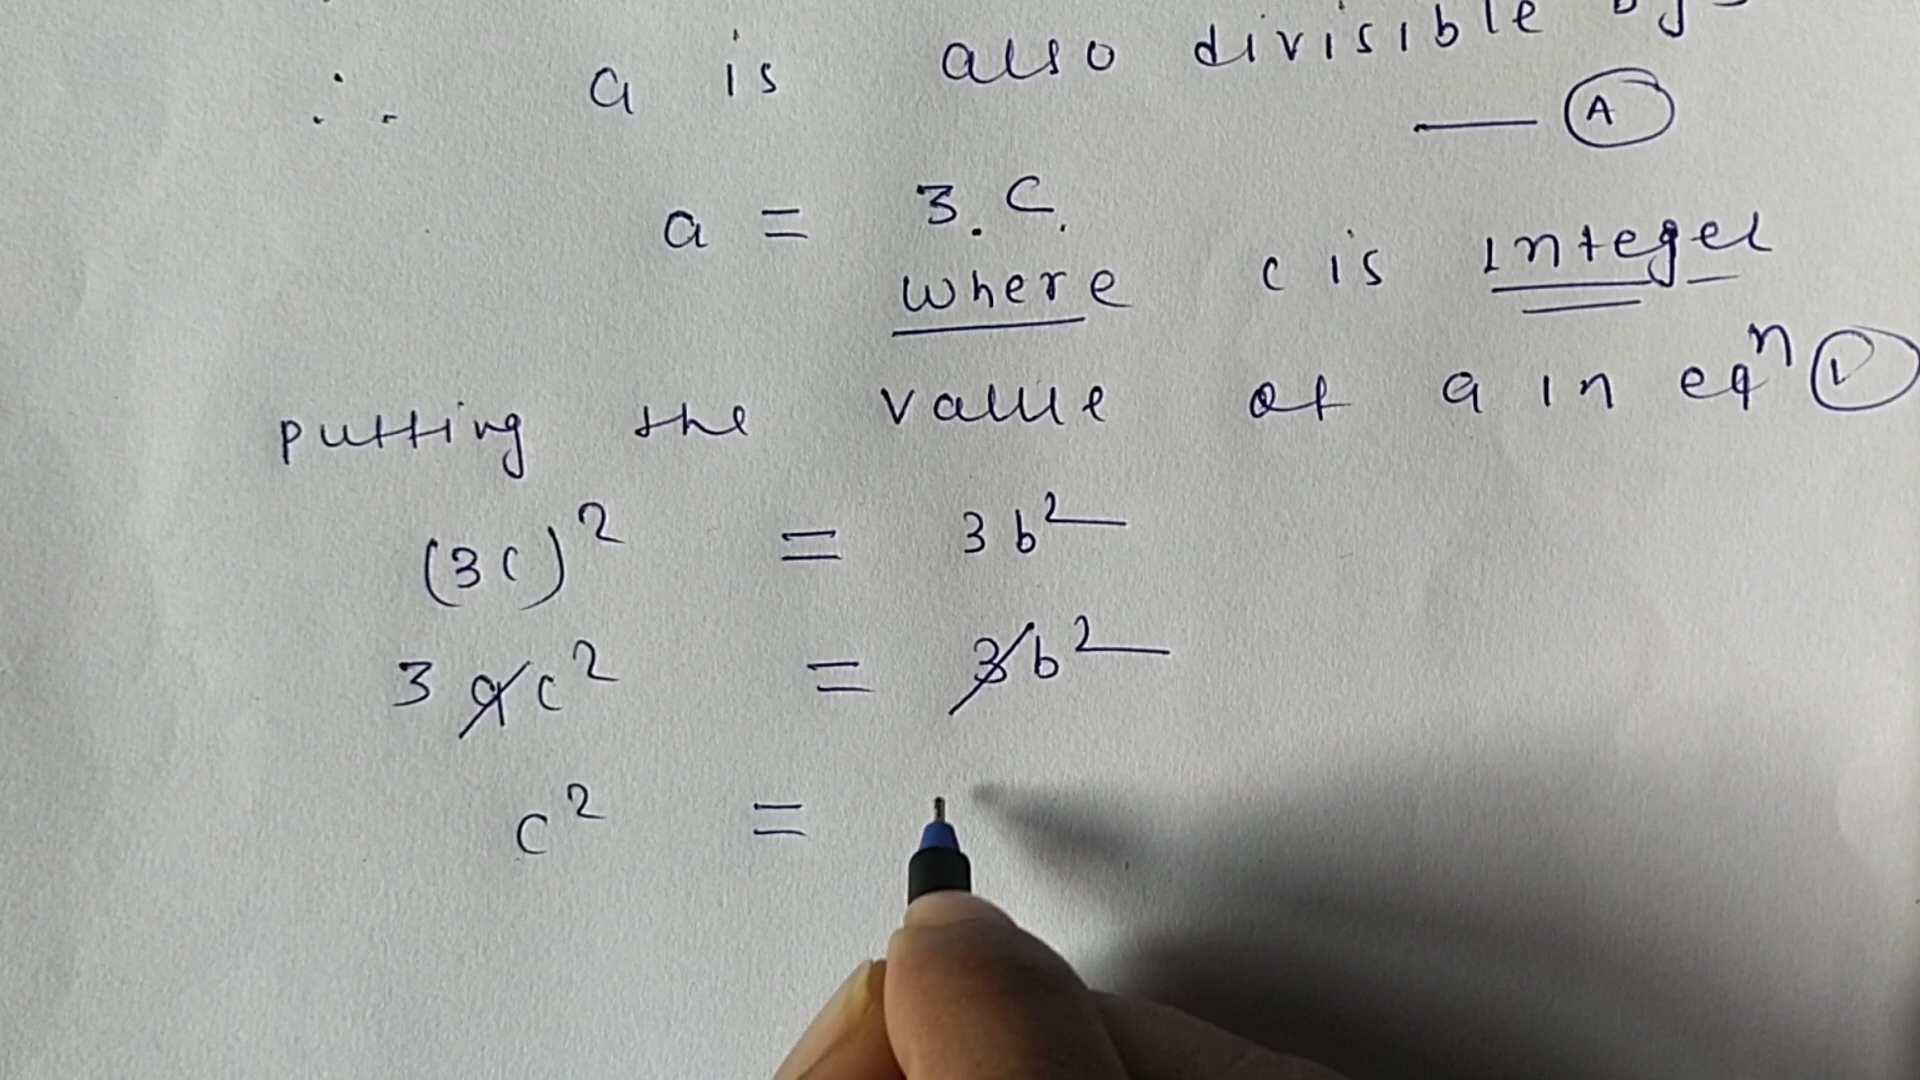 ∴ a is also divisible by
— (A)
a = 3.C.
where c is Integer
putting the value of a in eqⁿ (1)
(3c)² = 3b²
3 9c² = 3b²
c² =